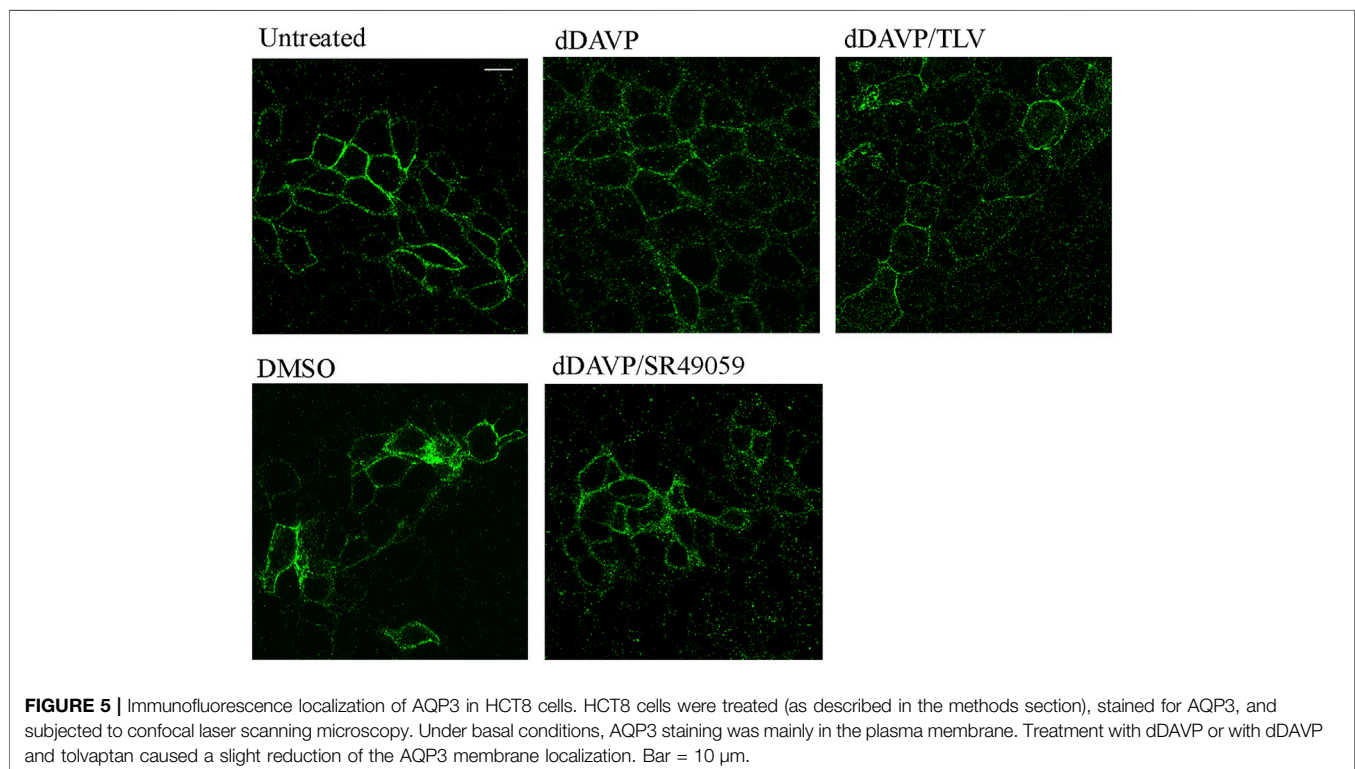 Untreated
dDAVP
dDAVP/TLV
DMSO
dDAVP/SR49059
FIGURE 5 | Immunofluorescence localization of AQP3 in HCT8 cells. HCT8 cells were treated (as described in the methods section), stained for AQP3, and
subjected to confocal laser scanning microscopy. Under basal conditions, AQP3 staining was mainly in the plasma membrane. Treatment with dDAVP or with dDAVP
and tolvaptan caused a slight reduction of the AQP3 membrane localization. Bar = 10 µm.